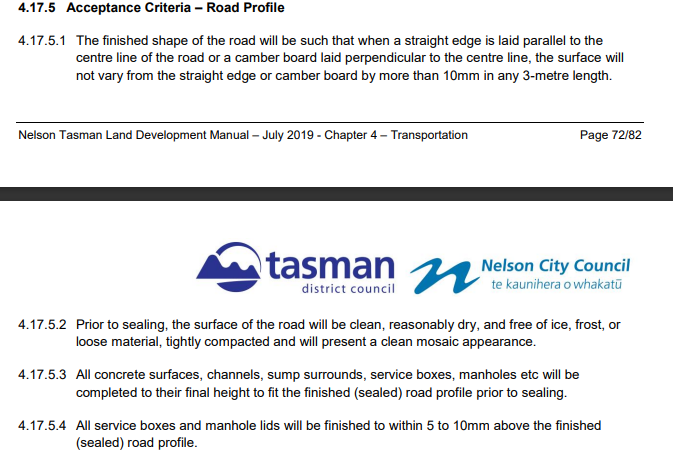 4.17.5 Acceptance Criteria – Road Profile
4.17.5.1 The finished shape of the road will be such that when a straight edge is laid parallel to the
centre line of the road or a camber board laid perpendicular to the centre line, the surface will
not vary from the straight edge or camber board by more than 10mm in any 3-metre length.
Nelson Tasman Land Development Manual – July 2019 - Chapter 4 – Transportation Page 72/82
tasman
district council
Nelson City Council
te kaunihera o whakatū
4.17.5.2 Prior to sealing, the surface of the road will be clean, reasonably dry, and free of ice, frost, or
loose material, tightly compacted and will present a clean mosaic appearance.
4.17.5.3 All concrete surfaces, channels, sump surrounds, service boxes, manholes etc will be
completed to their final height to fit the finished (sealed) road profile prior to sealing.
4.17.5.4 All service boxes and manhole lids will be finished to within 5 to 10mm above the finished
(sealed) road profile.